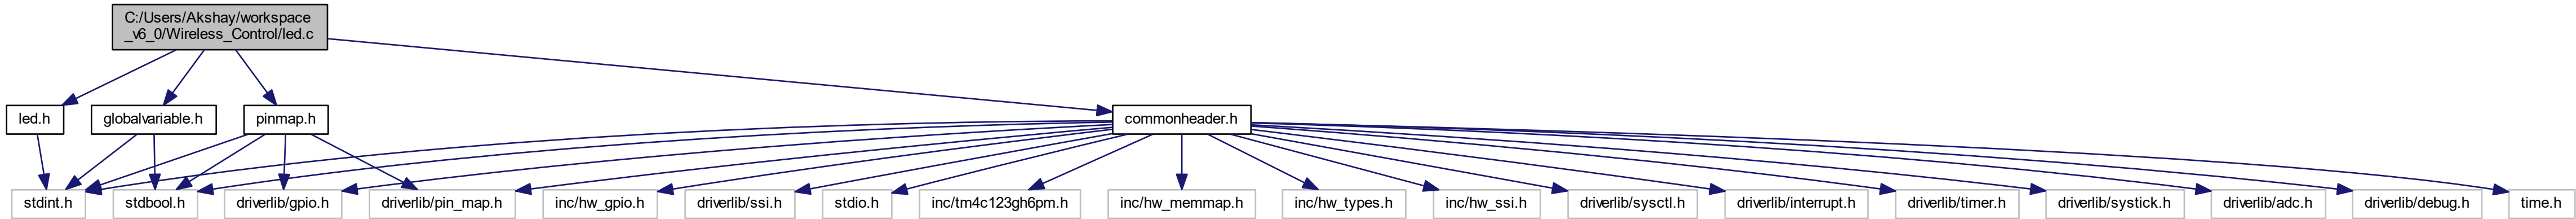 C:/Users/Akshay/workspace
_v6_0/Wireless_Control/led.c
led.h
globalvariable.h
pinmap.h
commonheader.h
stdint.h
stdbool.h
driverlib/gpio.h
driverlib/pin_map.h
inc/hw_gpio.h
driverlib/ssi.h
stdio.h
inc/tm4c123gh6pm.h
inc/hw_memmap.h
inc/hw_types.h
inc/hw_ssi.h
driverlib/sysctl.h
driverlib/interrupt.h
driverlib/timer.h
driverlib/systick.h
driverlib/adc.h
driverlib/debug.h
time.h